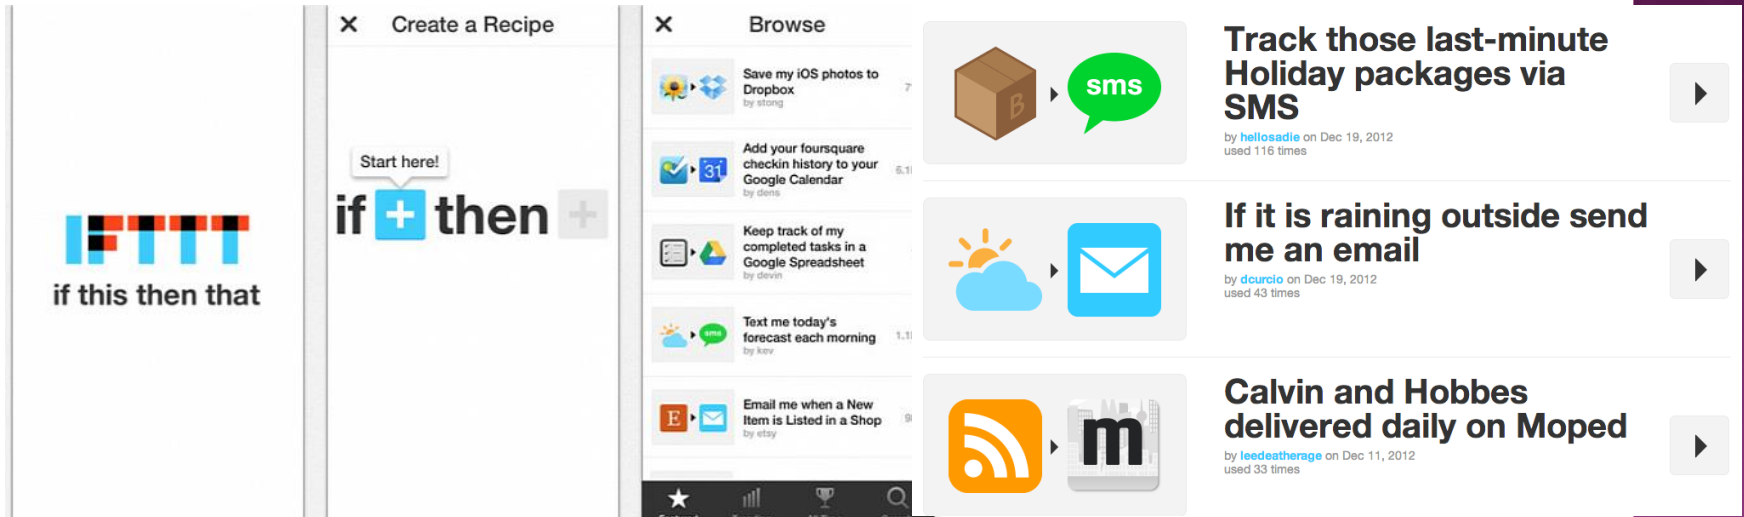 IFTTT
if this then that
Create a Recipe
Start here!
if + then +
Browse
Save my iOS photos to
Dropbox
by stong
Add your foursquare
checkin history to your
Google Calendar
by dens
31
Keep track of my
completed tasks in a
Google Spreadsheet
by devin
Text me today's
forecast each morning
by kev
sms
1.1
Email me when a New
Item is Listed in a Shop
by etsy
E
sms
Track those last-minute
Holiday packages via
SMS
by hellosadie on Dec 19, 2012
used 116 times
B
If it is raining outside send
me an email
by dcurcio on Dec 19, 2012
used 43 times
Calvin and Hobbes
delivered daily on Moped
by leedeatherage on Dec 11, 2012
used 33 times
m